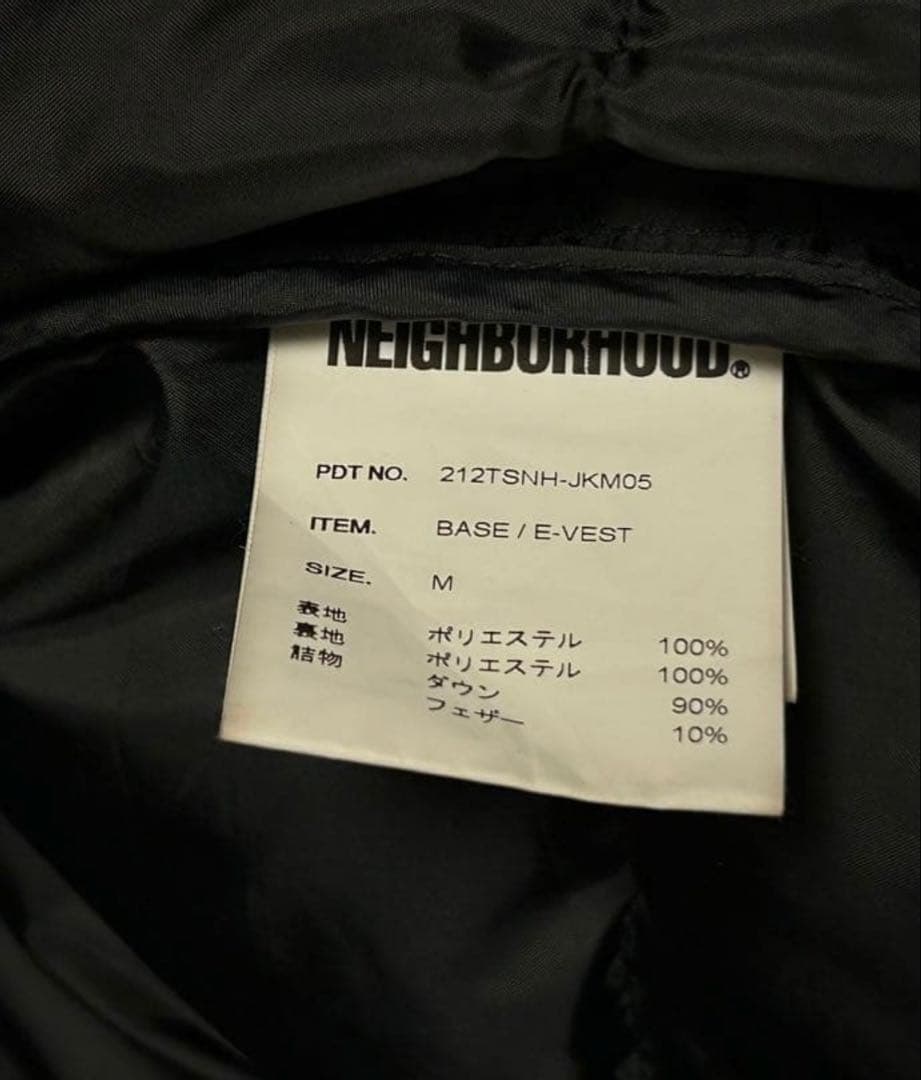 NEIGHBORHOOD®
PDT NO. 212TSNH-JKM05
ITEM. BASE / E-VEST
SIZE. M
表地 ポリエステル 100%
裏地 ポリエステル 100%
詰物 ダウン 90%
フェザー 10%